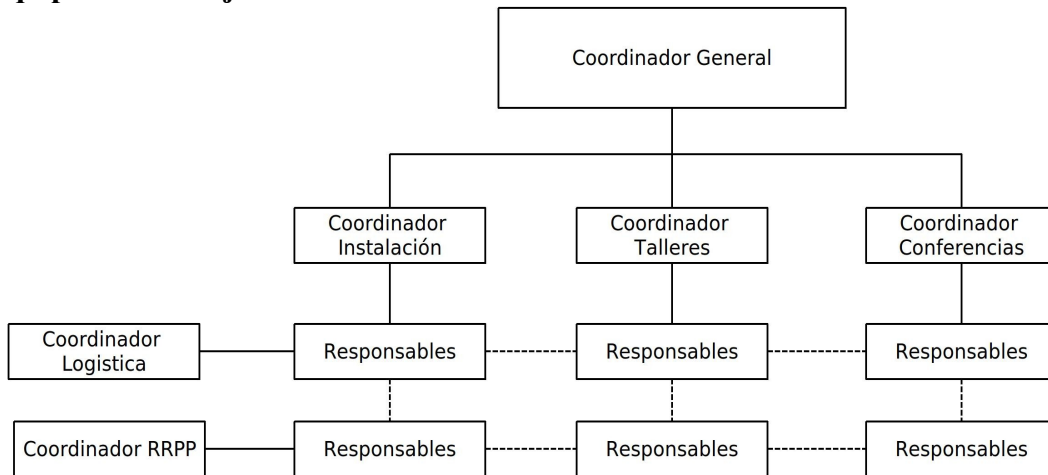 Coordinador General
Coordinador
Instalación
Coordinador
Talleres
Coordinador
Conferencias
Coordinador
Logistica
Responsables
Responsables
Responsables
Coordinador RRPP
Responsables
Responsables
Responsables